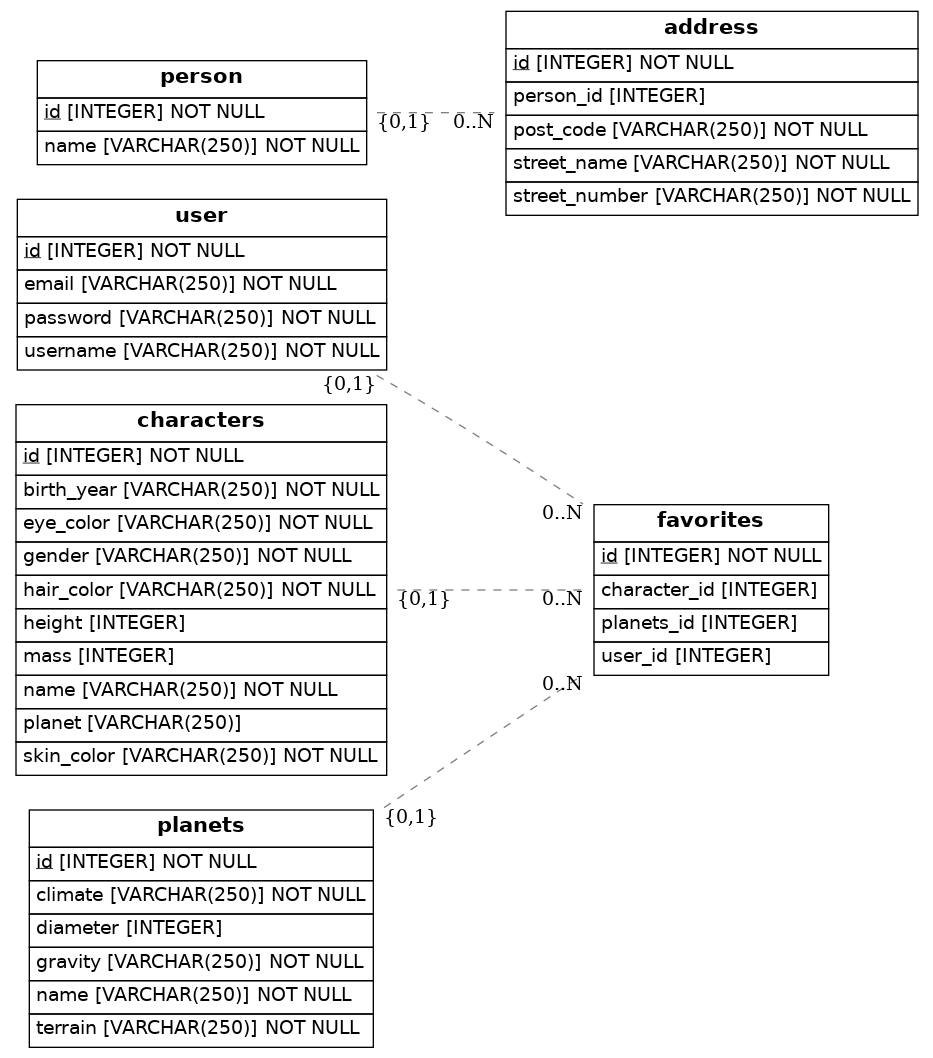 person
id [INTEGER] NOT NULL
name [VARCHAR(250)] NOT NULL
{0,1}
0..N
address
id [INTEGER] NOT NULL
person_id [INTEGER]
post_code [VARCHAR(250)] NOT NULL
street_name [VARCHAR(250)] NOT NULL
street_number [VARCHAR(250)] NOT NULL
user
id [INTEGER] NOT NULL
email [VARCHAR(250)] NOT NULL
password [VARCHAR(250)] NOT NULL
username [VARCHAR(250)] NOT NULL
{0,1}
0..N
characters
id [INTEGER] NOT NULL
birth_year [VARCHAR(250)] NOT NULL
eye_color [VARCHAR(250)] NOT NULL
gender [VARCHAR(250)] NOT NULL
hair_color [VARCHAR(250)] NOT NULL
height [INTEGER]
mass [INTEGER]
name [VARCHAR(250)] NOT NULL
planet [VARCHAR(250)]
skin_color [VARCHAR(250)] NOT NULL
{0,1}
0..N
favorites
id [INTEGER] NOT NULL
character_id [INTEGER]
planets_id [INTEGER]
user_id [INTEGER]
0..N
{0,1}
planets
id [INTEGER] NOT NULL
climate [VARCHAR(250)] NOT NULL
diameter [INTEGER]
gravity [VARCHAR(250)] NOT NULL
name [VARCHAR(250)] NOT NULL
terrain [VARCHAR(250)] NOT NULL